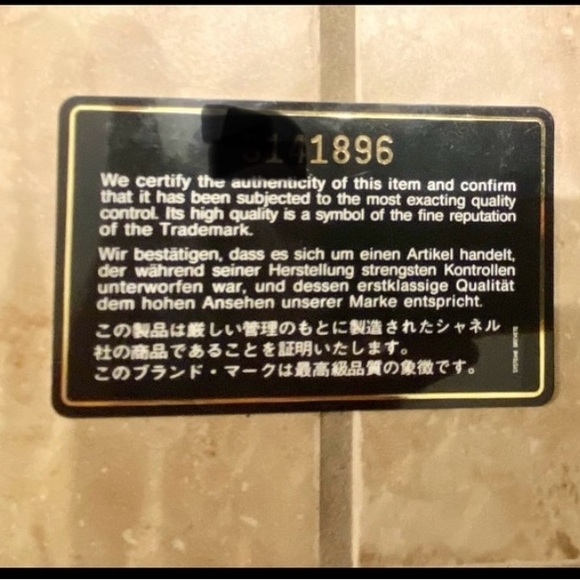 1896
We certify the authenticity of this item and confirm
that it has been subjected to the most exacting quality
control. Its high quality is a symbol of the fine reputation
of the Trademark.
Wir bestätigen, dass es sich um einen Artikel handelt,
der während seiner Herstellung strengsten Kontrollen
unterworfen war, und dessen erstklassige Qualität
dem hohen Ansehen unserer Marke entspricht.
この製品は厳しい管理のもとに製造されたシャネル
社の商品であることを証明いたします。
このブランド・マークは最高級品質の象徴です。